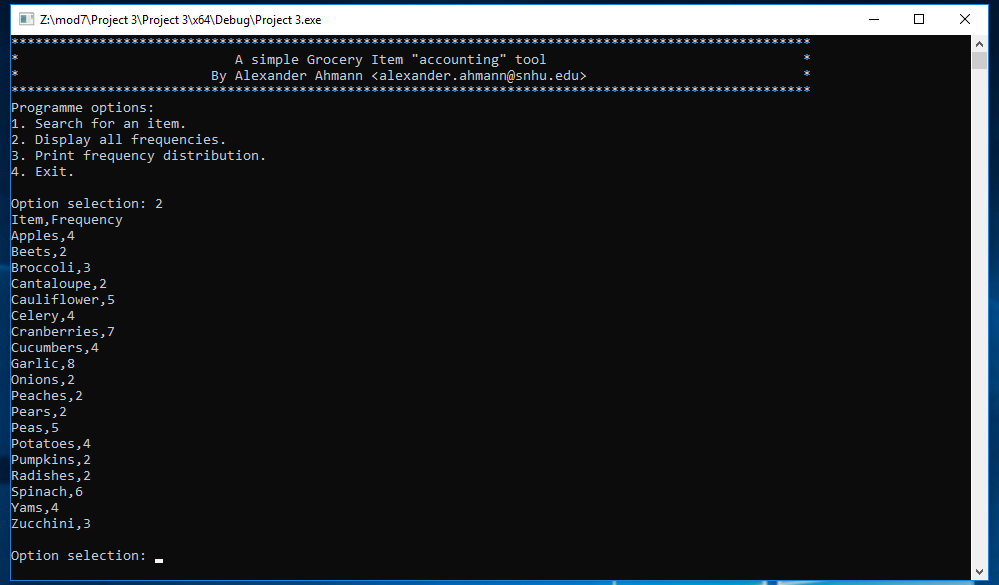 Z:\mod7\Project 3\Project 3\x64\Debug\Project 3.exe
****************************************************************************************************
* A simple Grocery Item "accounting" tool *
* By Alexander Ahmann <alexander.ahmann@snhu.edu> *
****************************************************************************************************
Programme options:
1. Search for an item.
2. Display all frequencies.
3. Print frequency distribution.
4. Exit.
Option selection: 2
Item,Frequency
Apples,4
Beets,2
Broccoli,3
Cantaloupe,2
Cauliflower,5
Celery,4
Cranberries,7
Cucumbers,4
Garlic,8
Onions,2
Peaches,2
Pears,2
Peas,5
Potatoes,4
Pumpkins,2
Radishes,2
Spinach,6
Yams,4
Zucchini,3
Option selection: